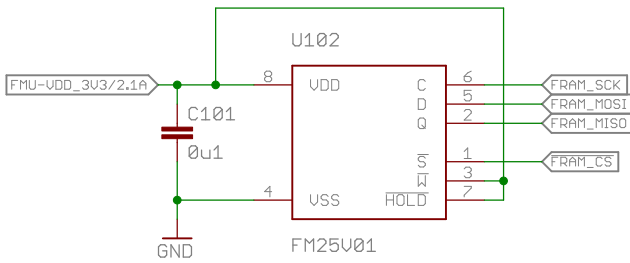 U102
FMU-VDD_3V3/2.1A
8 VDD C 6 FRAM_SCK
D 5 FRAM_MOSI
C101 Q 2 FRAM_MISO
0u1
S 1 FRAM_CS
W 3
4 VSS HOLD 7
GND
FM25V01